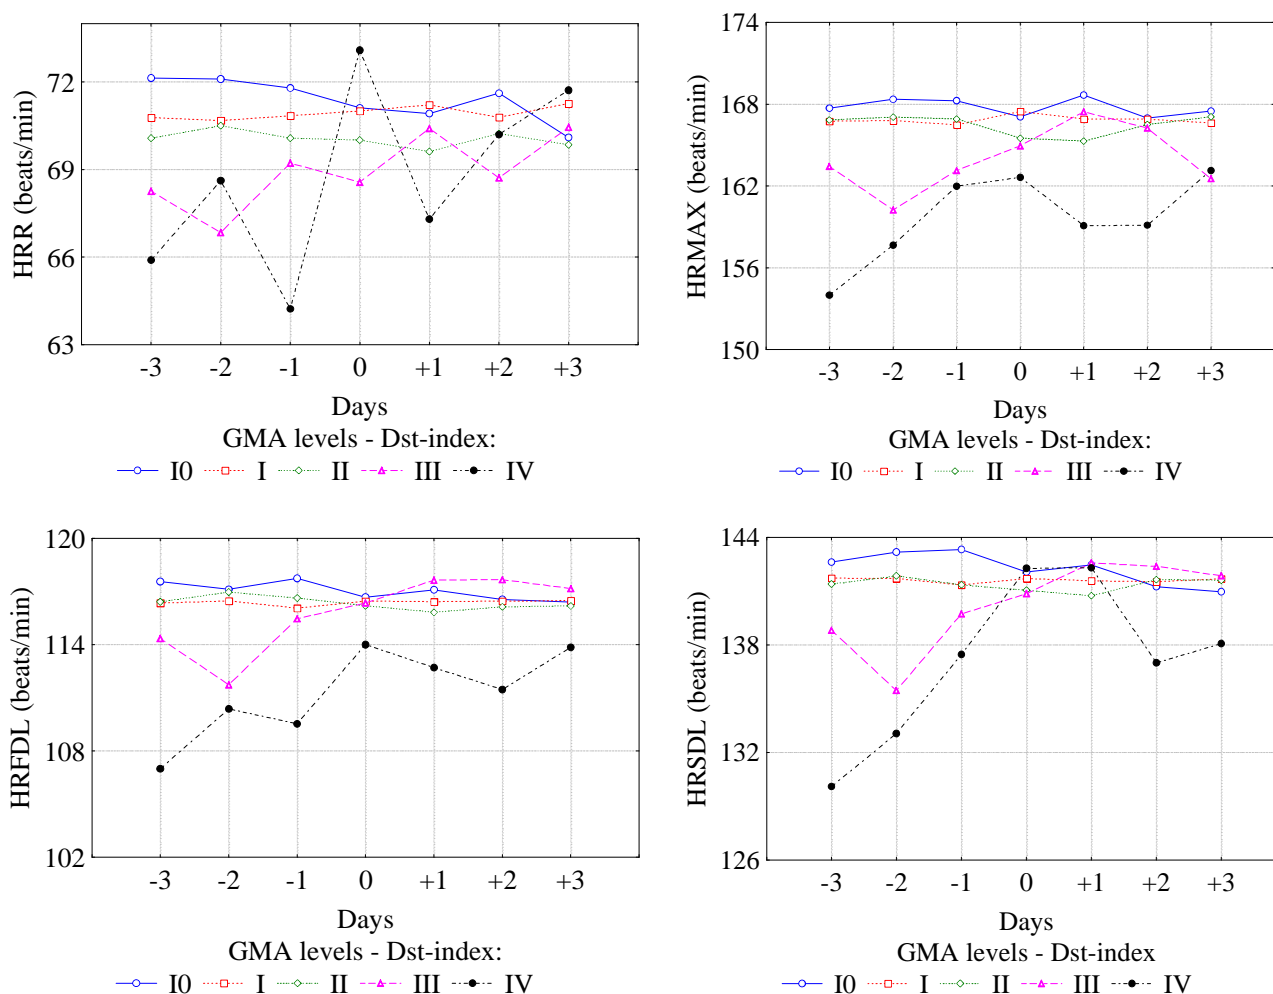 HRR (beats/min)
72
69
66
63
-3 -2 -1 0 +1 +2 +3
Days
GMA levels - Dst-index:
I0 I II III IV
HRMAX (beats/min)
174
168
162
156
150
-3 -2 -1 0 +1 +2 +3
Days
GMA levels - Dst-index:
I0 I II III IV
HRFDL (beats/min)
120
114
108
102
-3 -2 -1 0 +1 +2 +3
Days
GMA levels - Dst-index:
I0 I II III IV
HRSDL (beats/min)
144
138
132
126
-3 -2 -1 0 +1 +2 +3
Days
GMA levels - Dst-index
I0 I II III IV